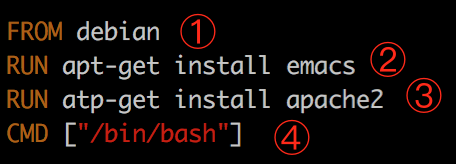 FROM debian ①
RUN apt-get install emacs ②
RUN atp-get install apache2 ③
CMD ["/bin/bash"] ④